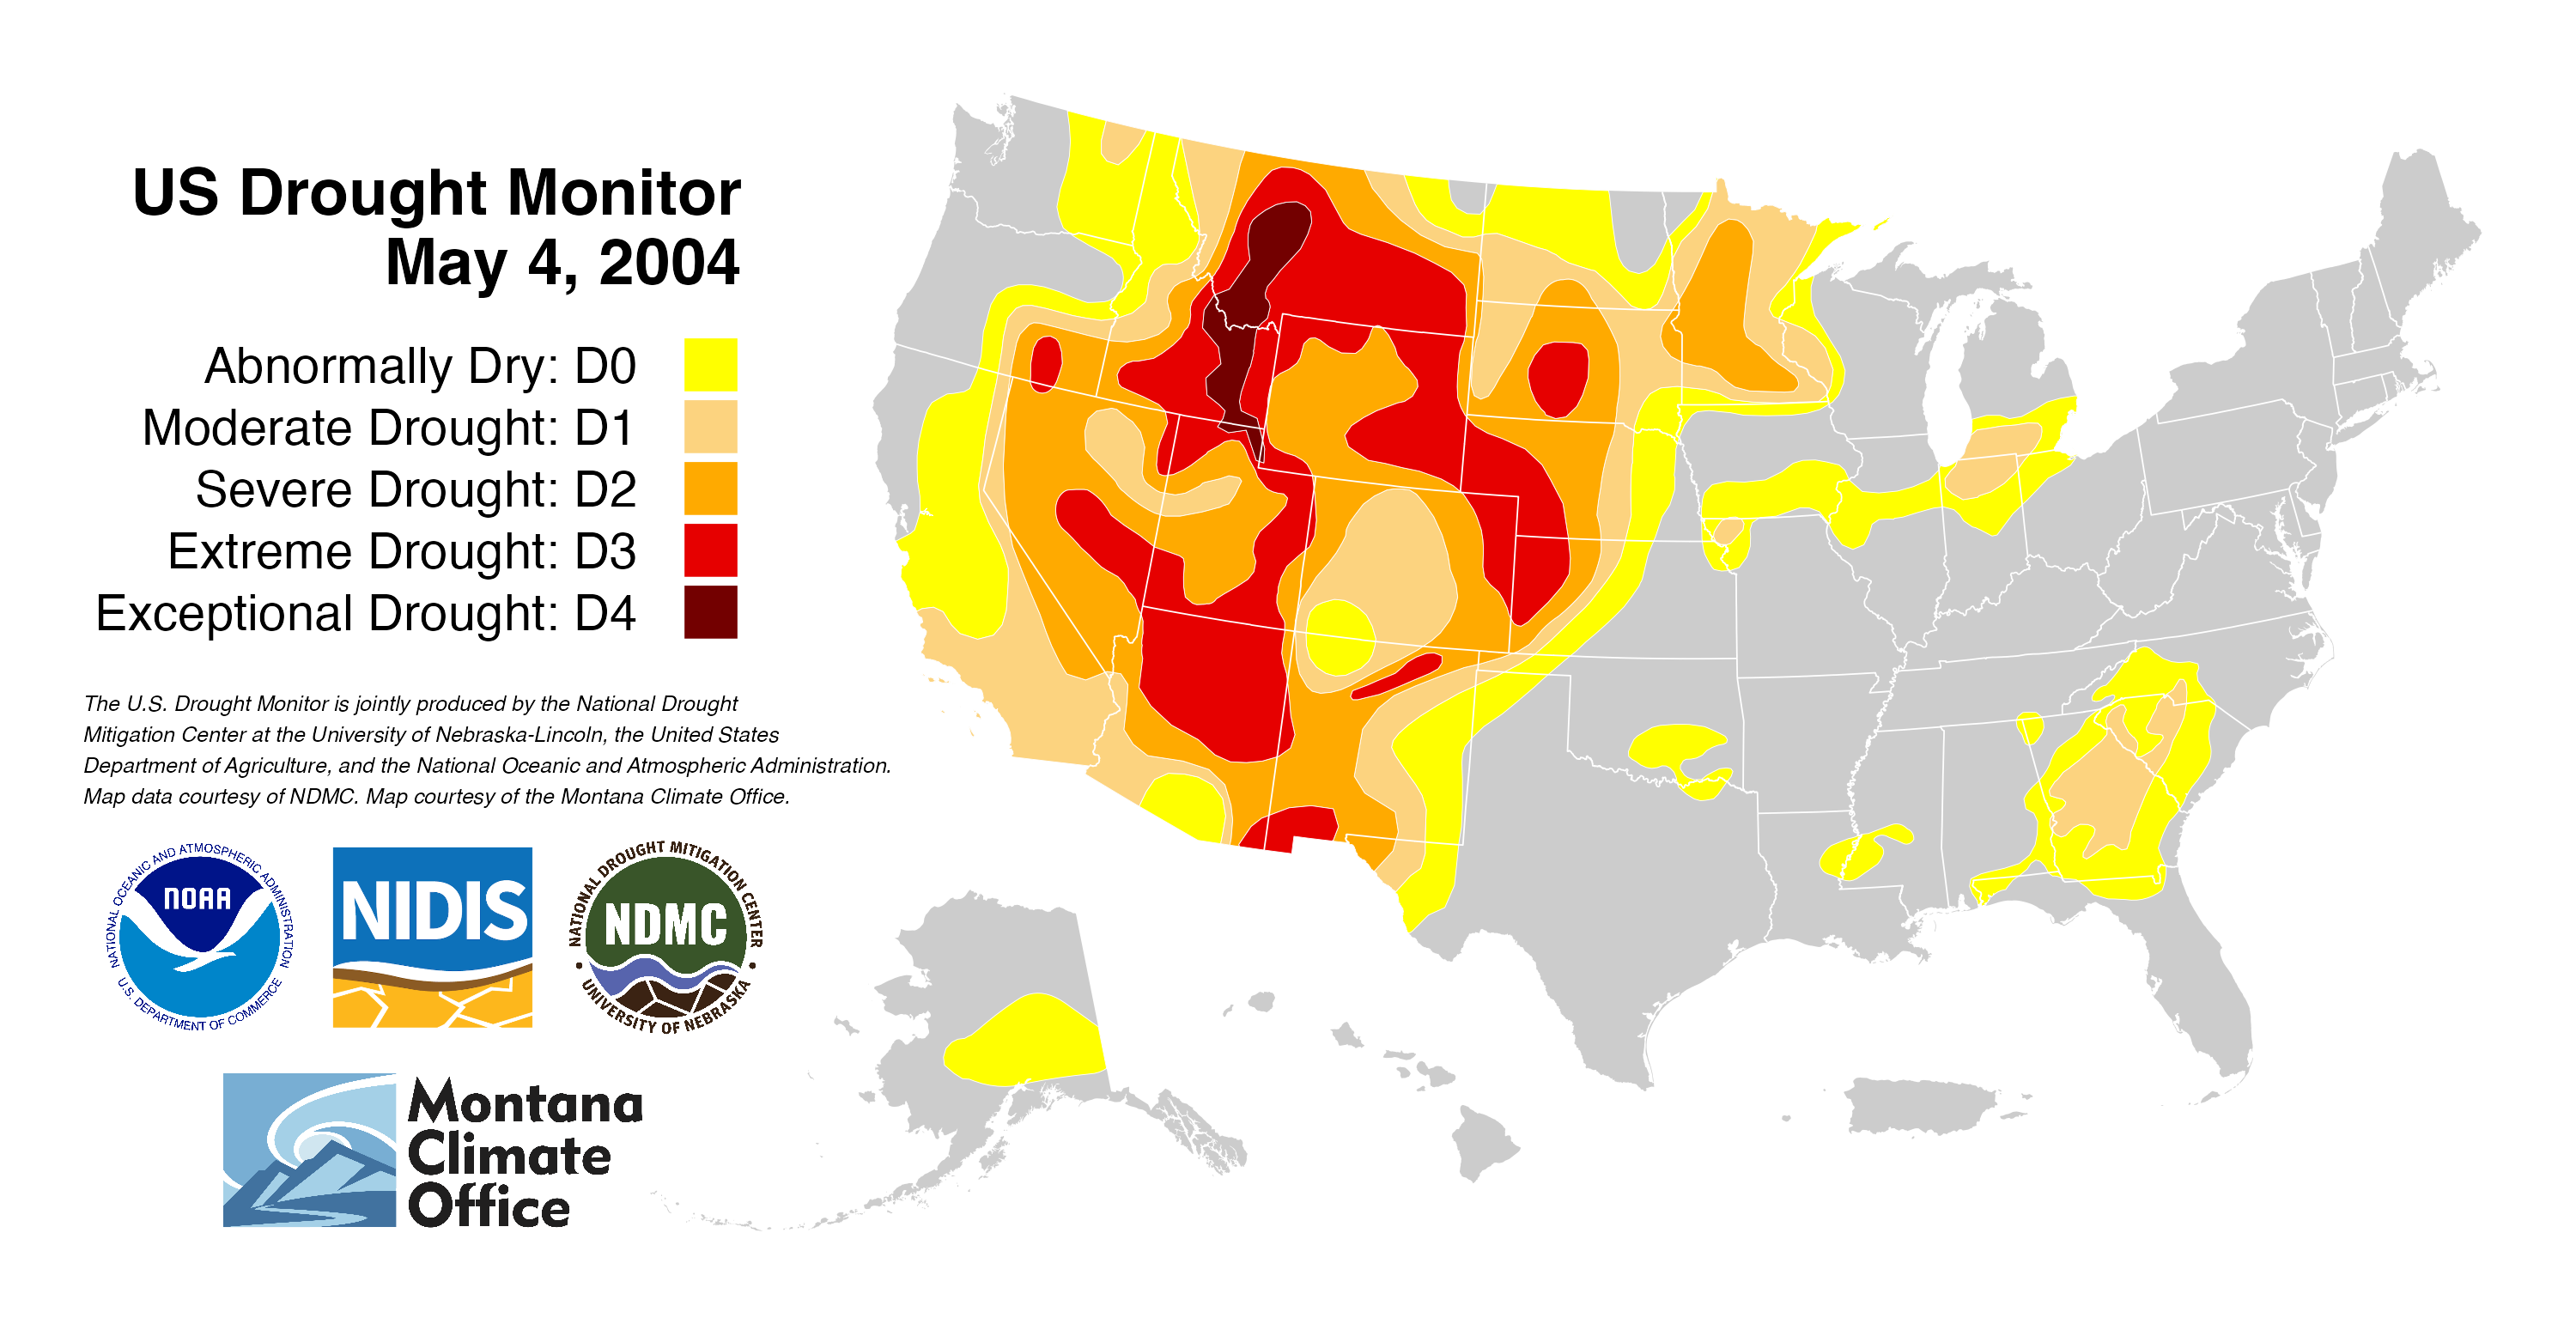 US Drought Monitor
May 4, 2004
Abnormally Dry: D0
Moderate Drought: D1
Severe Drought: D2
Extreme Drought: D3
Exceptional Drought: D4
The U.S. Drought Monitor is jointly produced by the National Drought
Mitigation Center at the University of Nebraska-Lincoln, the United States
Department of Agriculture, and the National Oceanic and Atmospheric Administration.
Map data courtesy of NDMC. Map courtesy of the Montana Climate Office.
NATIONAL OCEANIC AND ATMOSPHERIC ADMINISTRATION
NOAA
U.S. DEPARTMENT OF COMMERCE
NIDIS
NATIONAL DROUGHT MITIGATION CENTER
NDMC
• UNIVERSITY OF NEBRASKA •
Montana
Climate
Office